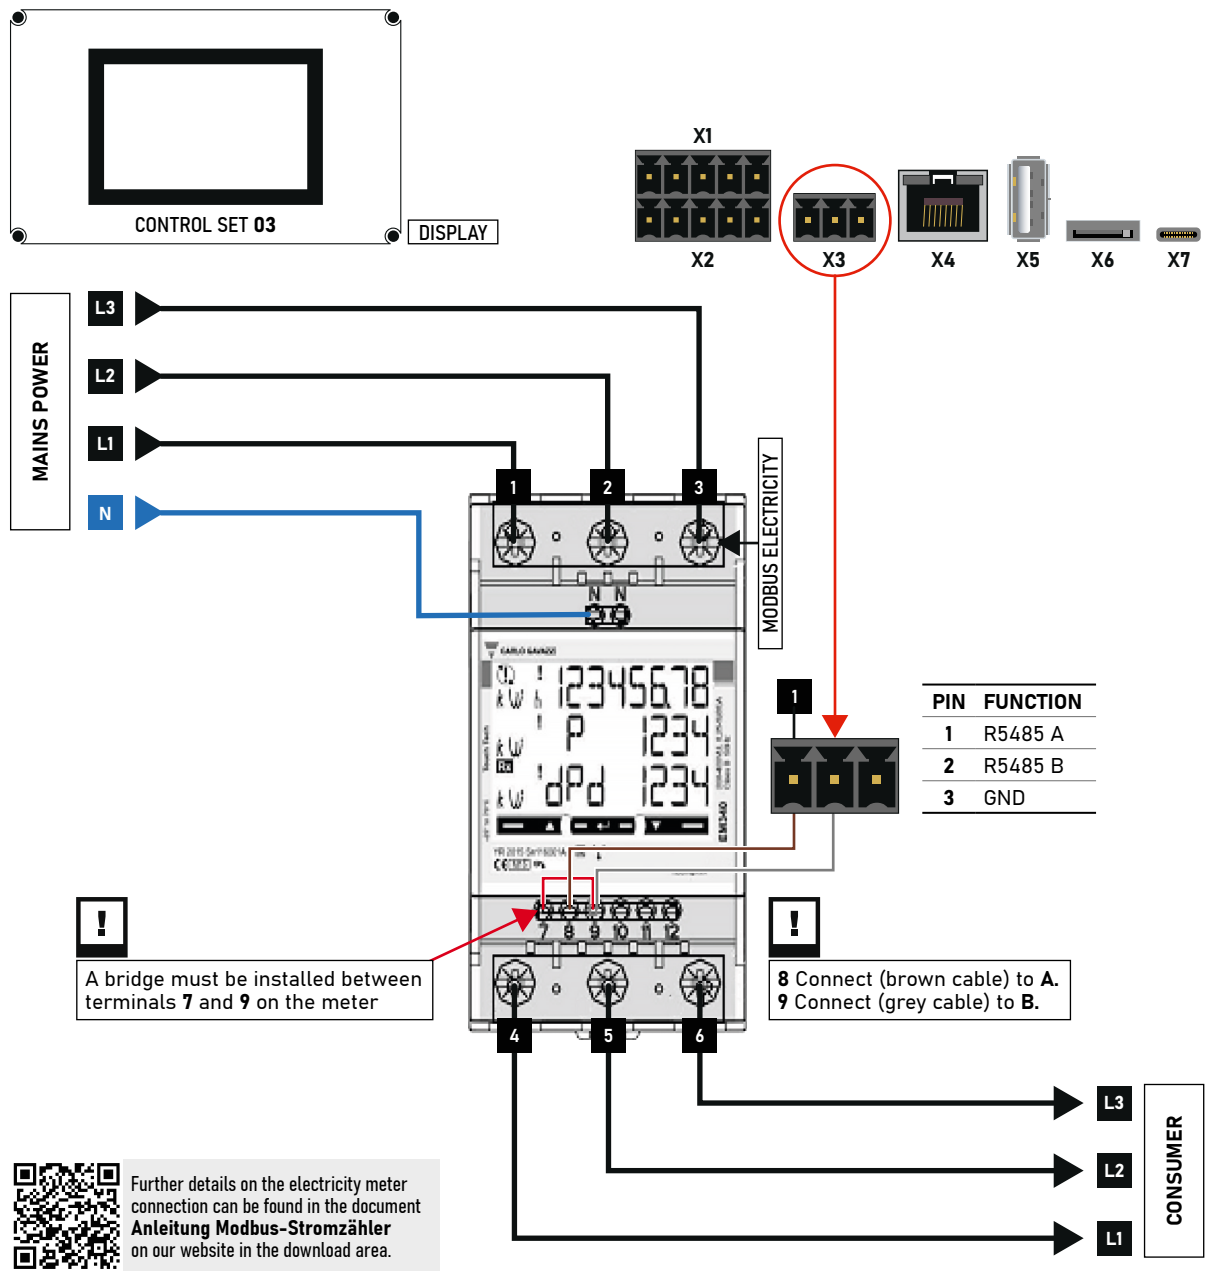 CONTROL SET 03
DISPLAY
X1
X2
X3
X4
X5
X6
X7
MAINS POWER
L3
L2
L1
N
1
2
3
MODBUS ELECTRICITY
N N
CARLO GAVAZZI
kW h 12345678
kW P 1234
Rx
kW dPd 1234
EM340
7 8 9 10 11 12
4
5
6
1
PIN FUNCTION
1 R5485 A
2 R5485 B
3 GND
!
A bridge must be installed between
terminals 7 and 9 on the meter
!
8 Connect (brown cable) to A.
9 Connect (grey cable) to B.
L3
L2
L1
CONSUMER
Further details on the electricity meter
connection can be found in the document
Anleitung Modbus-Stromzähler
on our website in the download area.